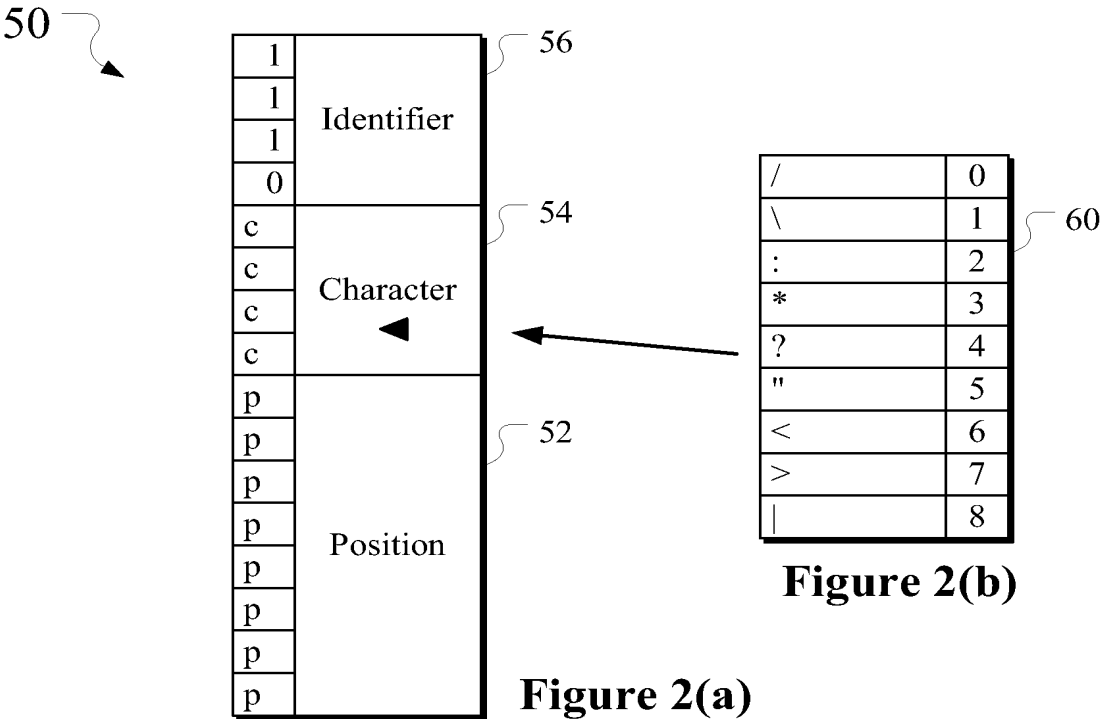 50
56
1
1
Identifier
1
0
54
c
c
Character
c
c
52
p
p
p
p
Position
p
p
p
p
Figure 2(a)
/ 0
\ 1
: 2
* 3
? 4
" 5
< 6
> 7
| 8
60
Figure 2(b)